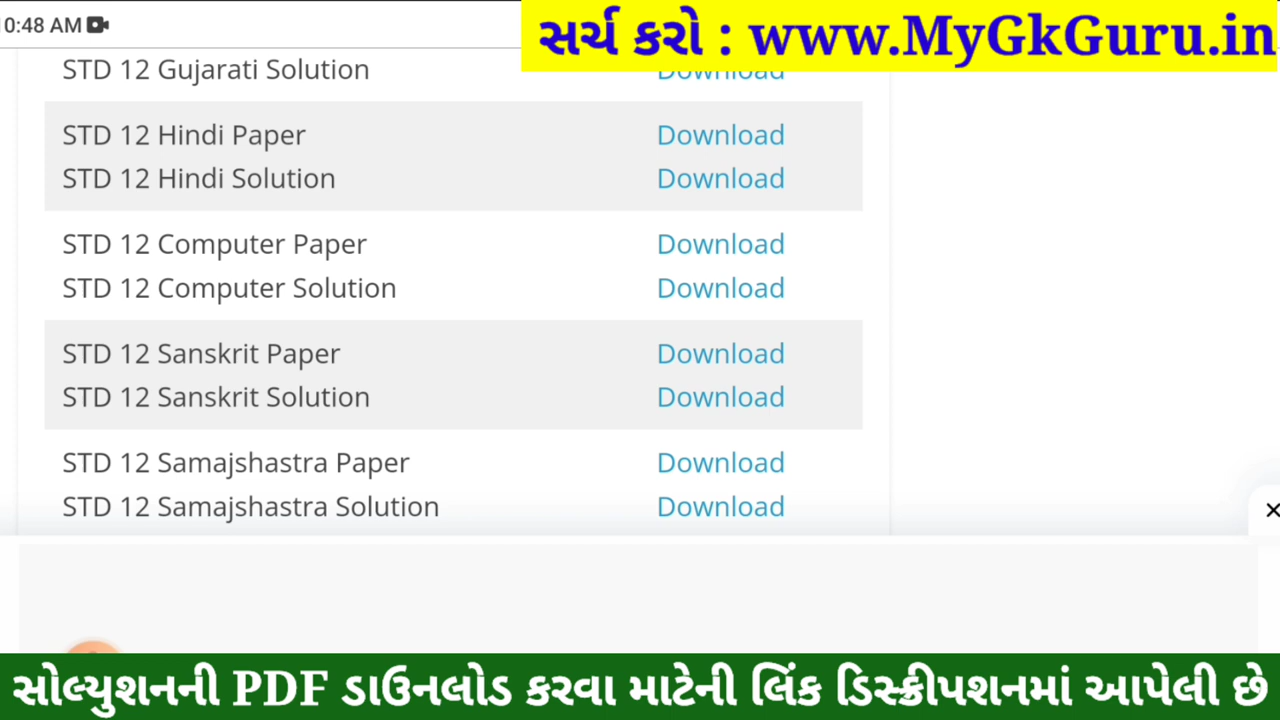 10:48 AM
સર્ચ કરો : www.MyGkGuru.in
STD 12 Gujarati Solution Download
STD 12 Hindi Paper Download
STD 12 Hindi Solution Download
STD 12 Computer Paper Download
STD 12 Computer Solution Download
STD 12 Sanskrit Paper Download
STD 12 Sanskrit Solution Download
STD 12 Samajshastra Paper Download
STD 12 Samajshastra Solution Download
સોલ્યુશનની PDF ડાઉનલોડ કરવા માટેની લિંક ડિસ્ક્રીપશનમાં આપેલી છે